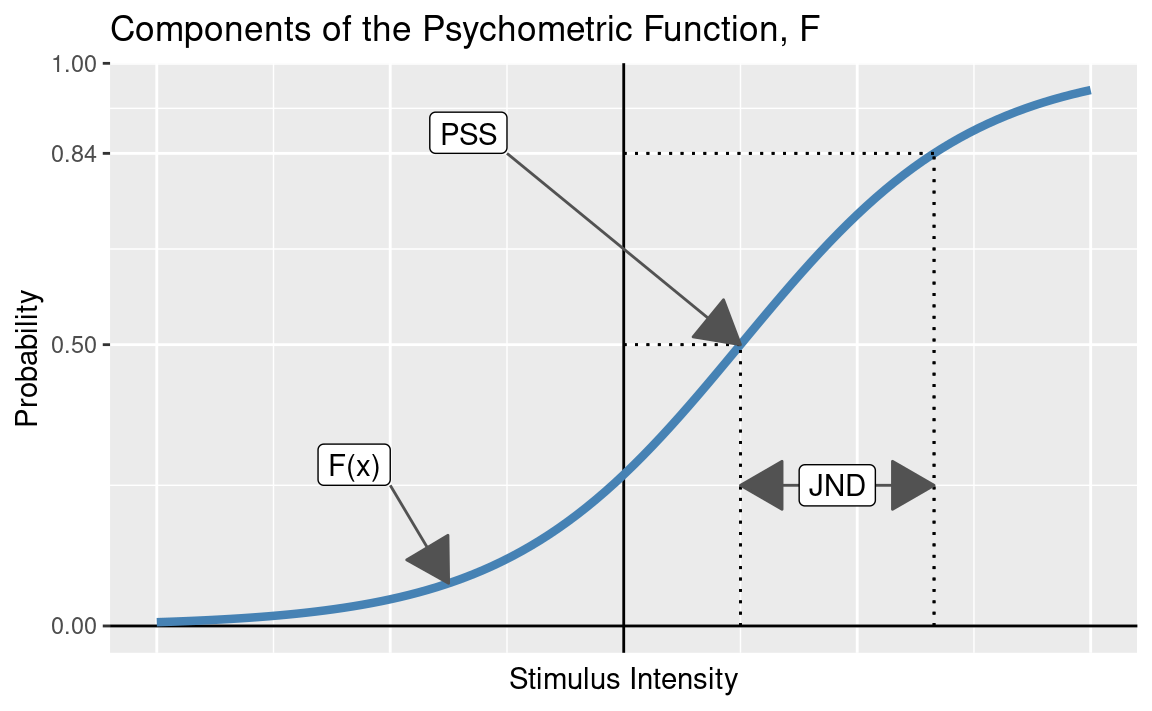 Components of the Psychometric Function, F
1.00
0.84
0.50
0.00
Probability
PSS
F(x)
JND
Stimulus Intensity